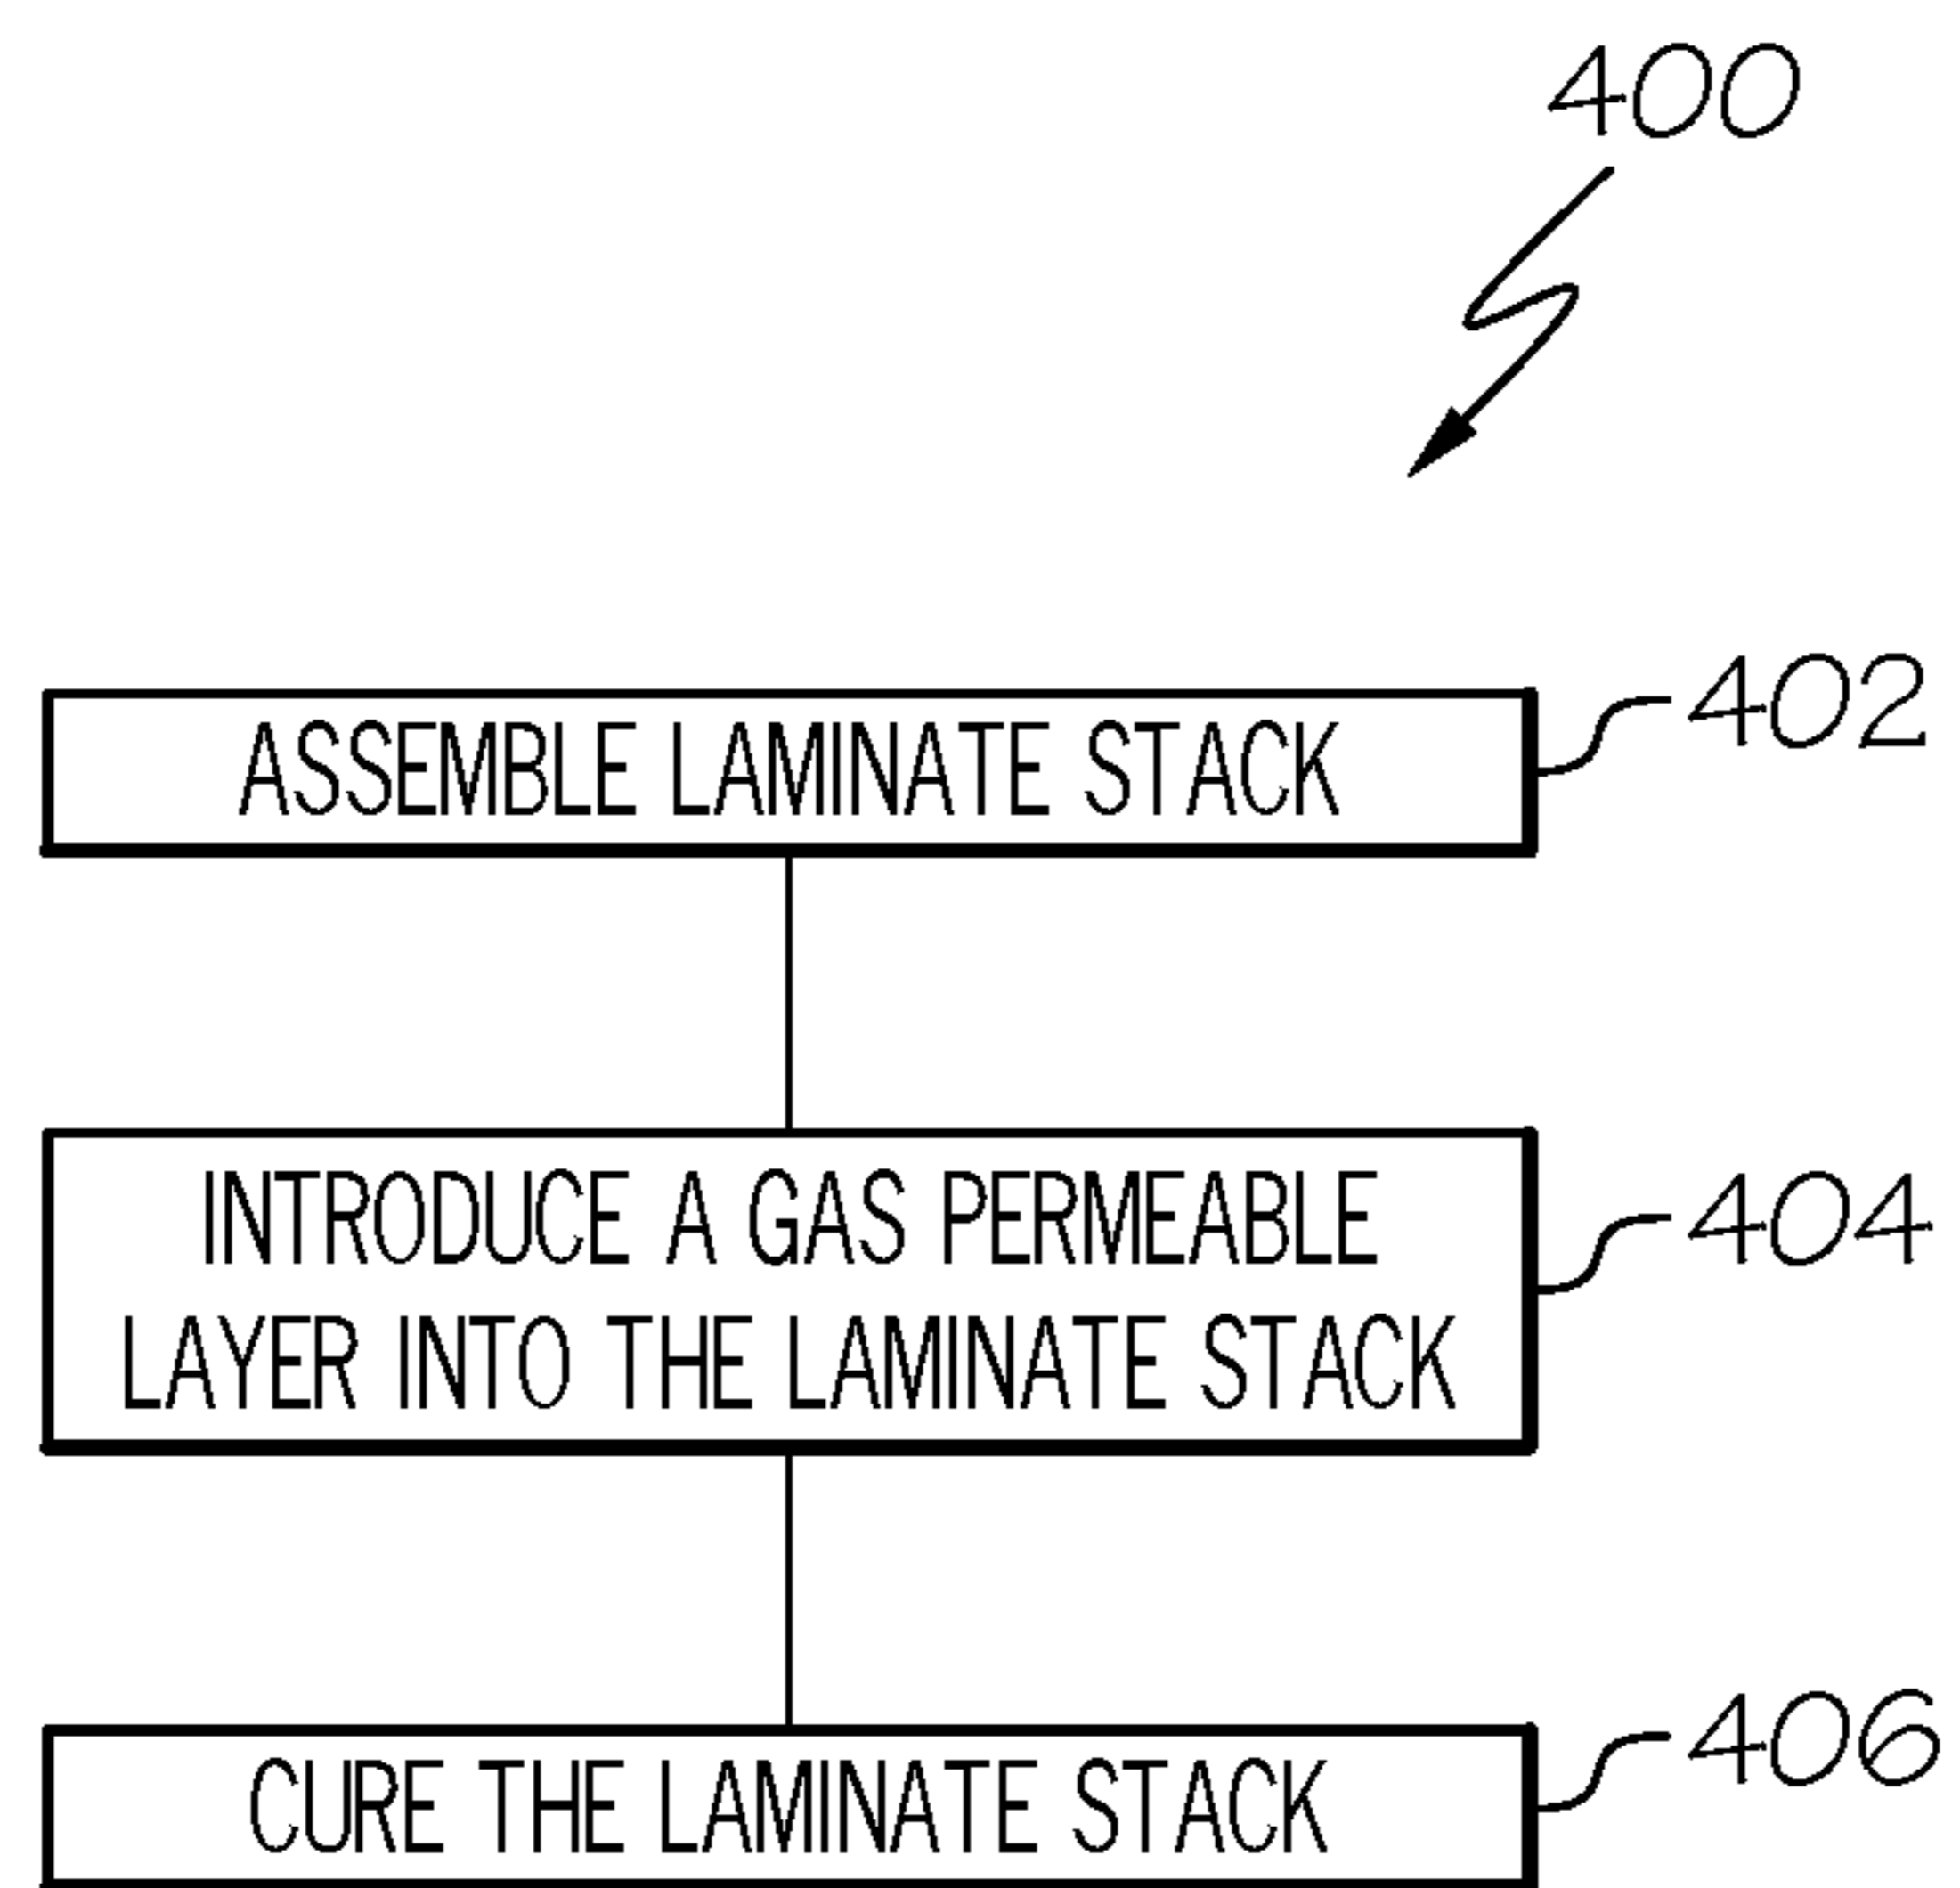 400
ASSEMBLE LAMINATE STACK
402
INTRODUCE A GAS PERMEABLE
LAYER INTO THE LAMINATE STACK
404
CURE THE LAMINATE STACK
406